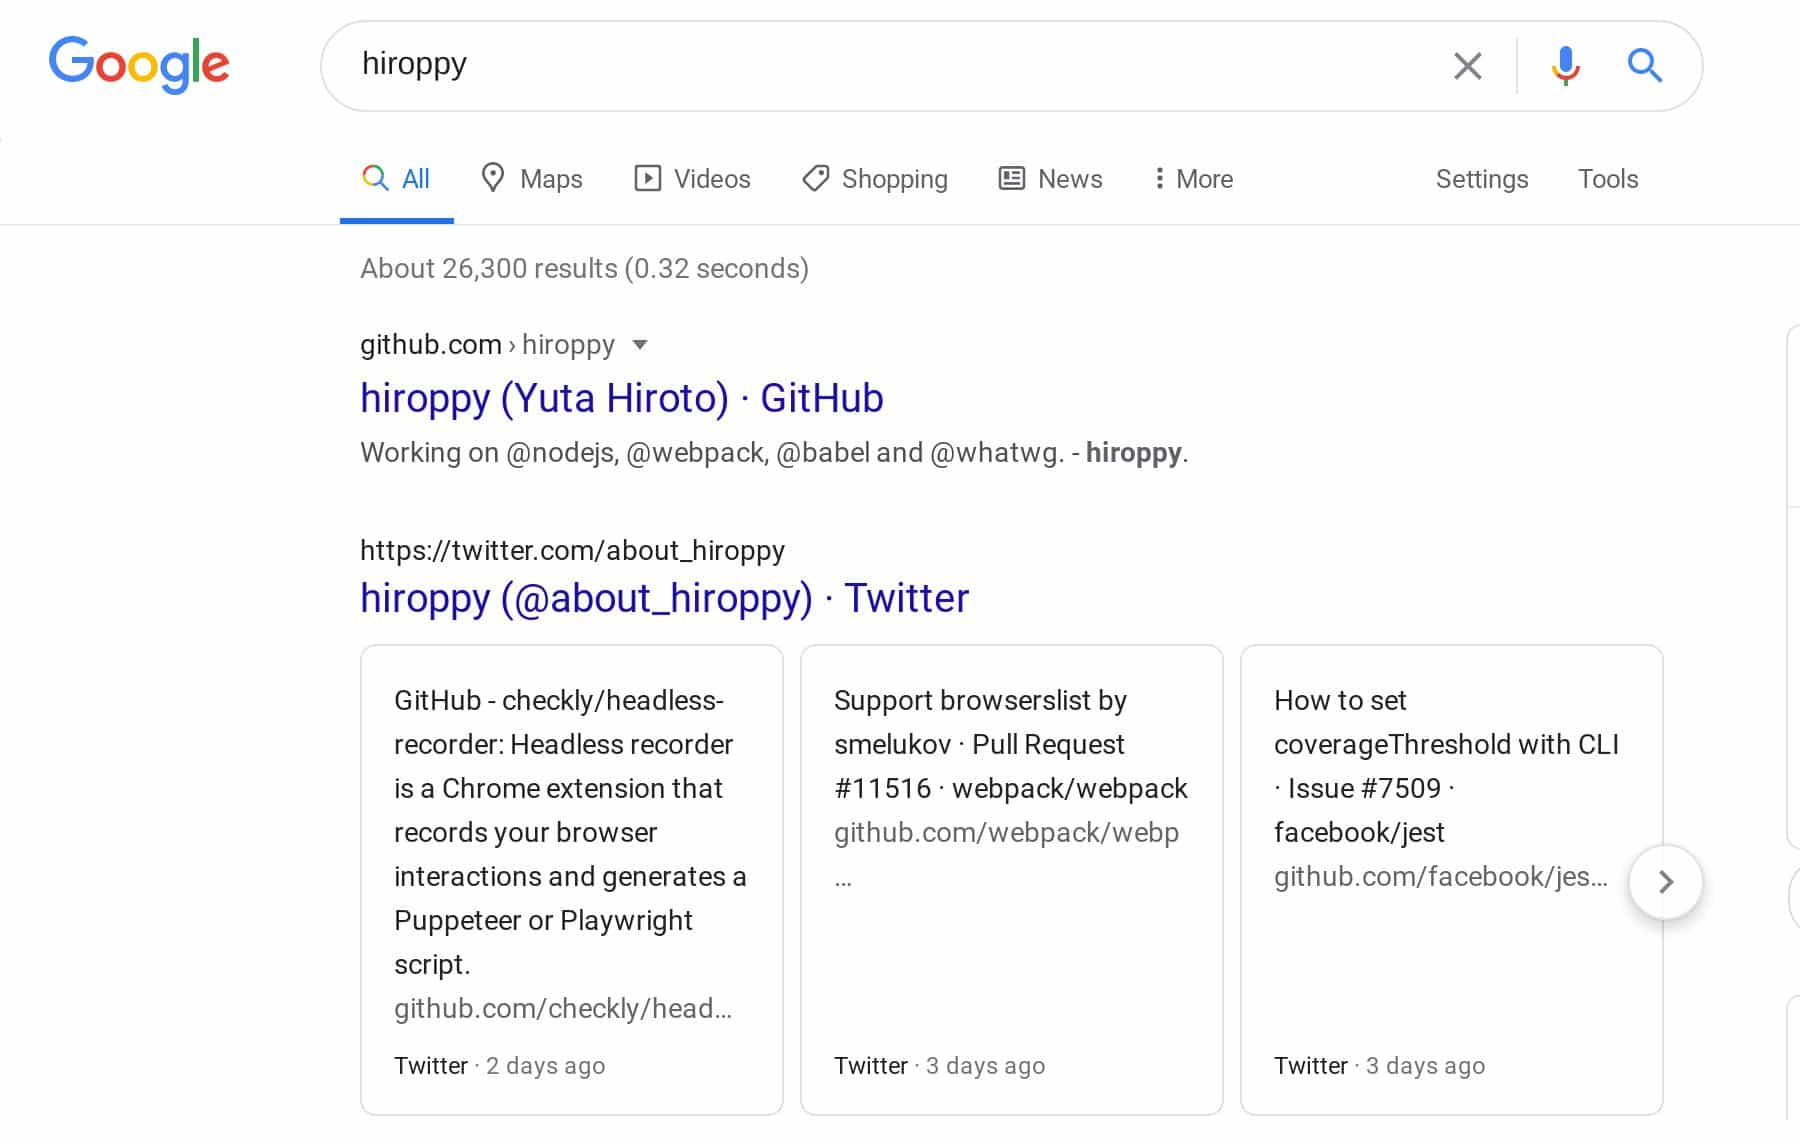 Google
hiroppy
All Maps Videos Shopping News More Settings Tools
About 26,300 results (0.32 seconds)
github.com › hiroppy
hiroppy (Yuta Hiroto) · GitHub
Working on @nodejs, @webpack, @babel and @whatwg. - hiroppy.
https://twitter.com/about_hiroppy
hiroppy (@about_hiroppy) · Twitter
GitHub - checkly/headless-
recorder: Headless recorder
is a Chrome extension that
records your browser
interactions and generates a
Puppeteer or Playwright
script.
github.com/checkly/head...
Twitter · 2 days ago
Support browserslist by
smelukov · Pull Request
#11516 · webpack/webpack
github.com/webpack/webp
...
Twitter · 3 days ago
How to set
coverageThreshold with CLI
· Issue #7509 ·
facebook/jest
github.com/facebook/jes...
Twitter · 3 days ago